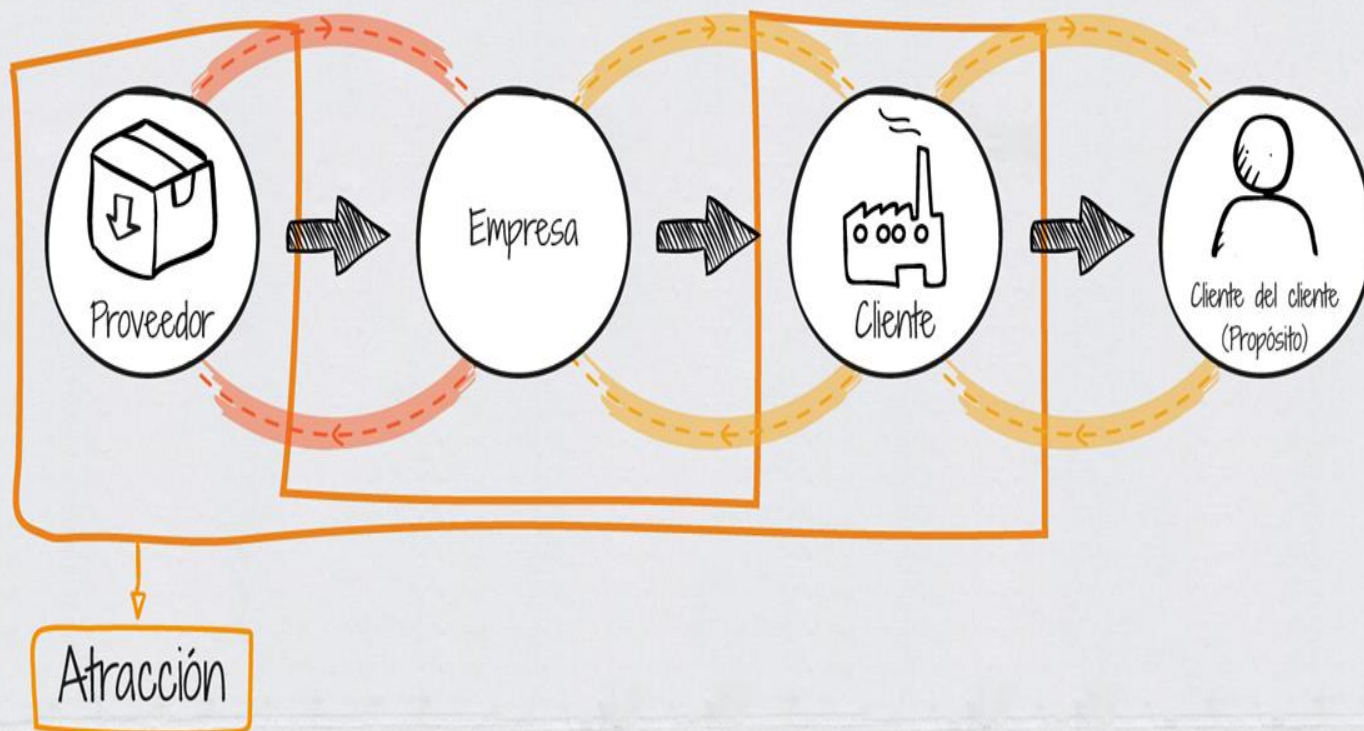 Proveedor
Empresa
Cliente
Cliente del cliente
(Propósito)
Atracción